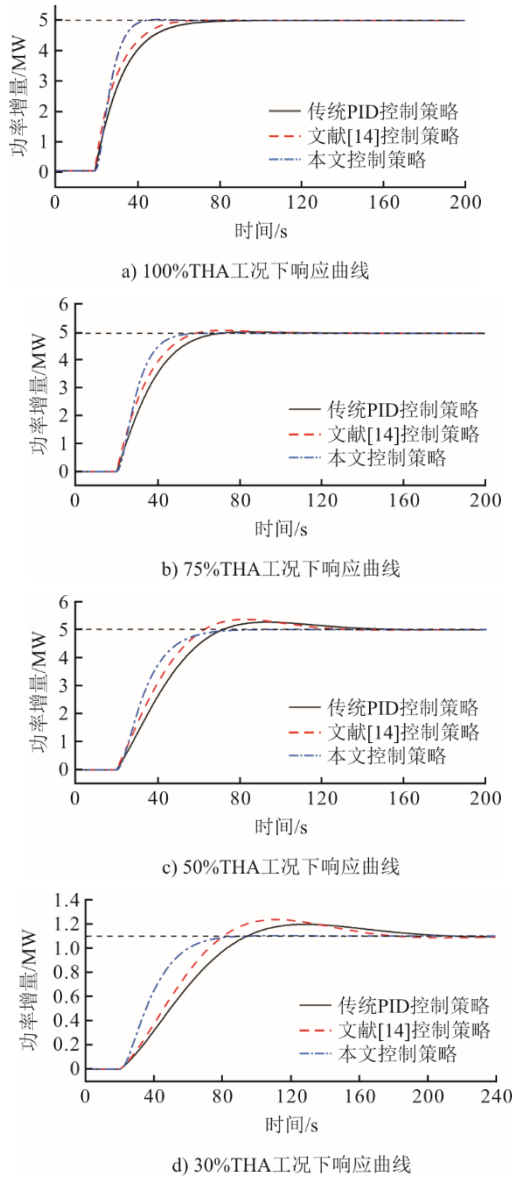 5
4
3
2
1
0
功率增量/MW
传统PID控制策略
文献[14]控制策略
本文控制策略
0 40 80 120 160 200
时间/s
a) 100%THA工况下响应曲线
6
5
4
3
2
1
0
功率增量/MW
传统PID控制策略
文献[14]控制策略
本文控制策略
0 40 80 120 160 200
时间/s
b) 75%THA工况下响应曲线
6
5
4
3
2
1
0
功率增量/MW
传统PID控制策略
文献[14]控制策略
本文控制策略
0 40 80 120 160 200
时间/s
c) 50%THA工况下响应曲线
1.4
1.2
1.0
0.8
0.6
0.4
0.2
0
功率增量/MW
传统PID控制策略
文献[14]控制策略
本文控制策略
0 40 80 120 160 200 240
时间/s
d) 30%THA工况下响应曲线